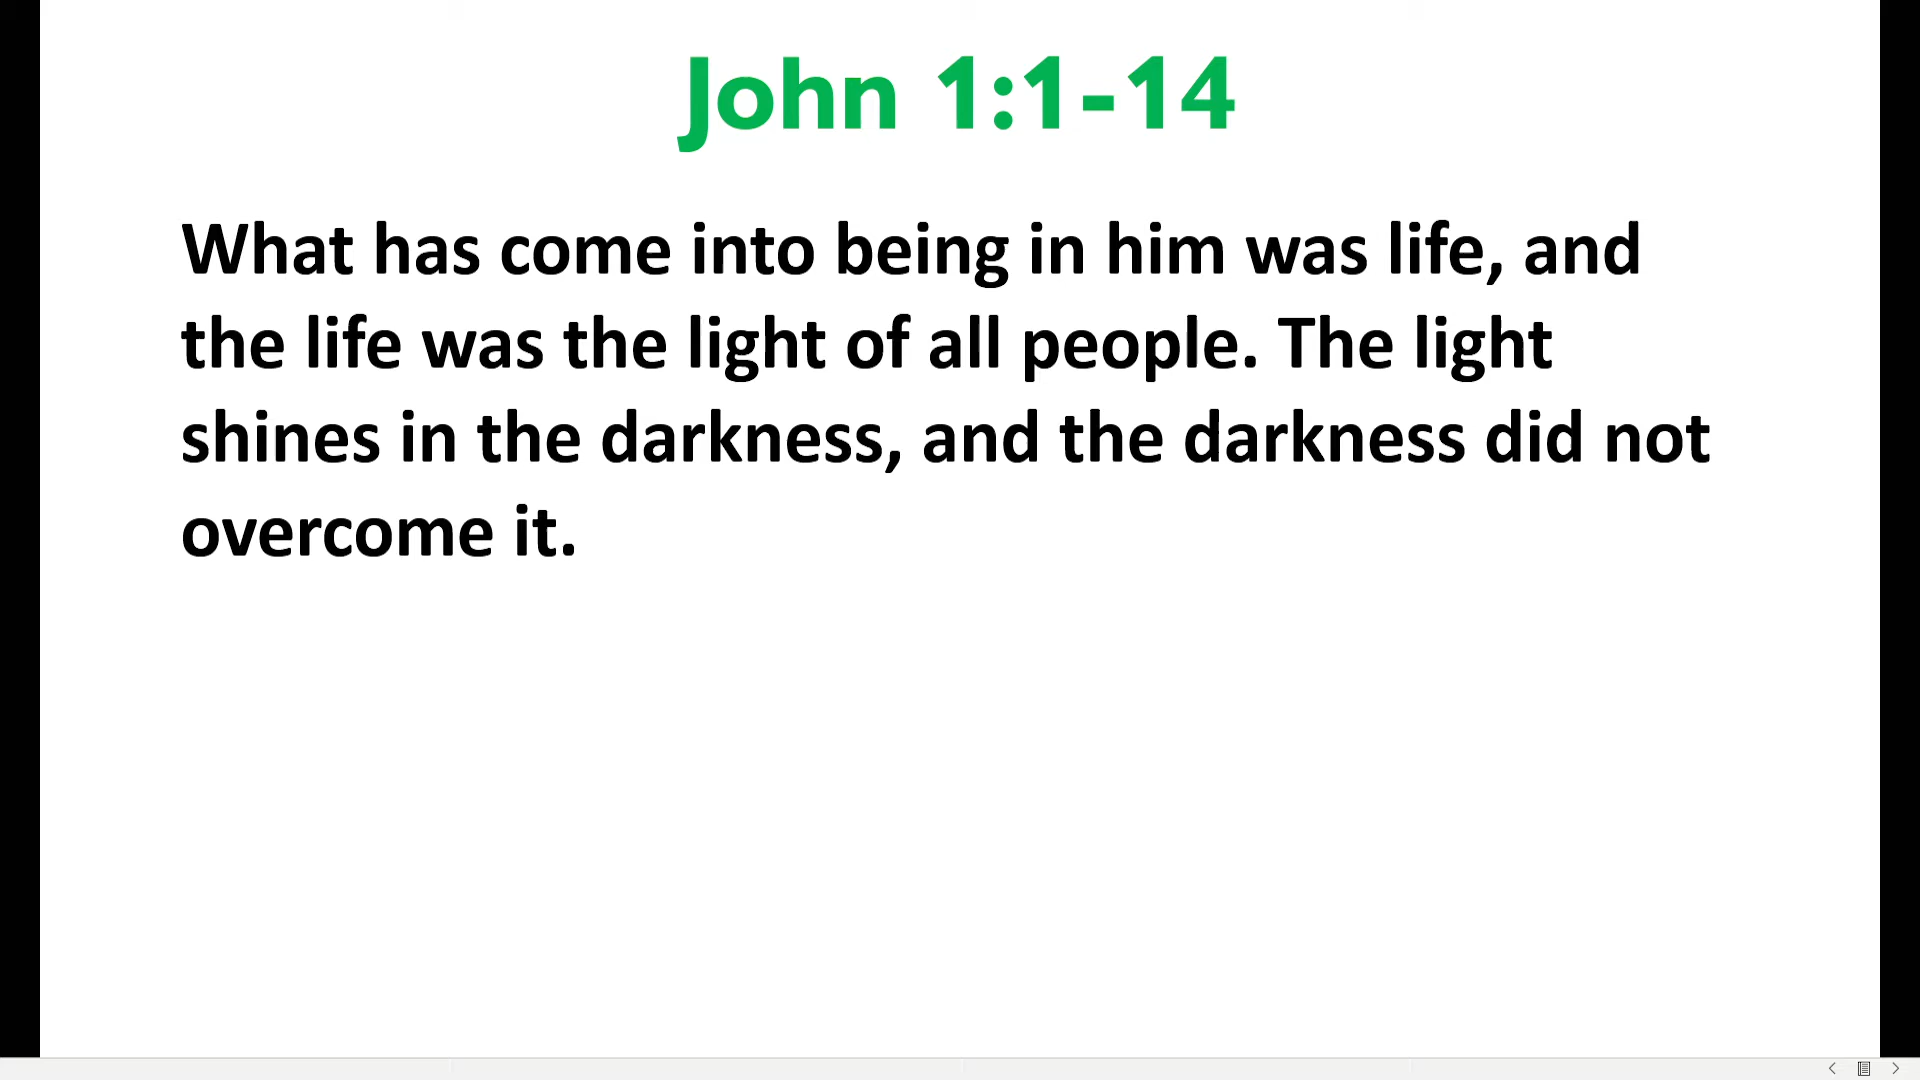 John 1:1-14
What has come into being in him was life, and
the life was the light of all people. The light
shines in the darkness, and the darkness did not
overcome it.